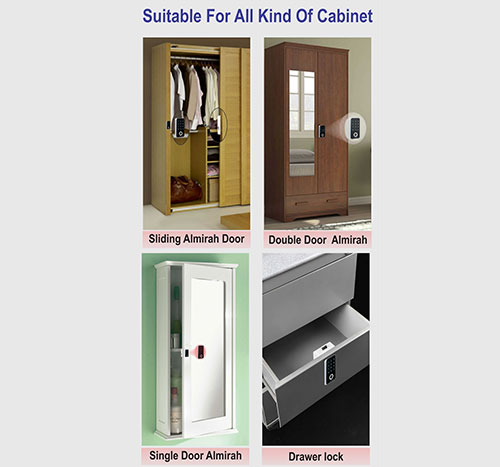 Suitable For All Kind Of Cabinet
Sliding Almirah Door
Double Door Almirah
Single Door Almirah
Drawer lock